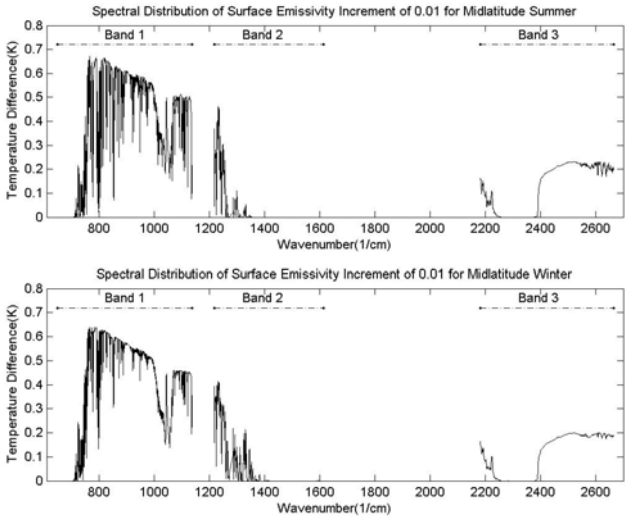 Spectral Distribution of Surface Emissivity Increment of 0.01 for Midlatitude Summer
0.8
0.7
0.6
0.5
0.4
0.3
0.2
0.1
0
Temperature Difference(K)
Band 1
Band 2
Band 3
800 1000 1200 1400 1600 1800 2000 2200 2400 2600
Wavenumber(1/cm)
Spectral Distribution of Surface Emissivity Increment of 0.01 for Midlatitude Winter
0.8
0.7
0.6
0.5
0.4
0.3
0.2
0.1
0
Temperature Difference(K)
Band 1
Band 2
Band 3
800 1000 1200 1400 1600 1800 2000 2200 2400 2600
Wavenumber(1/cm)